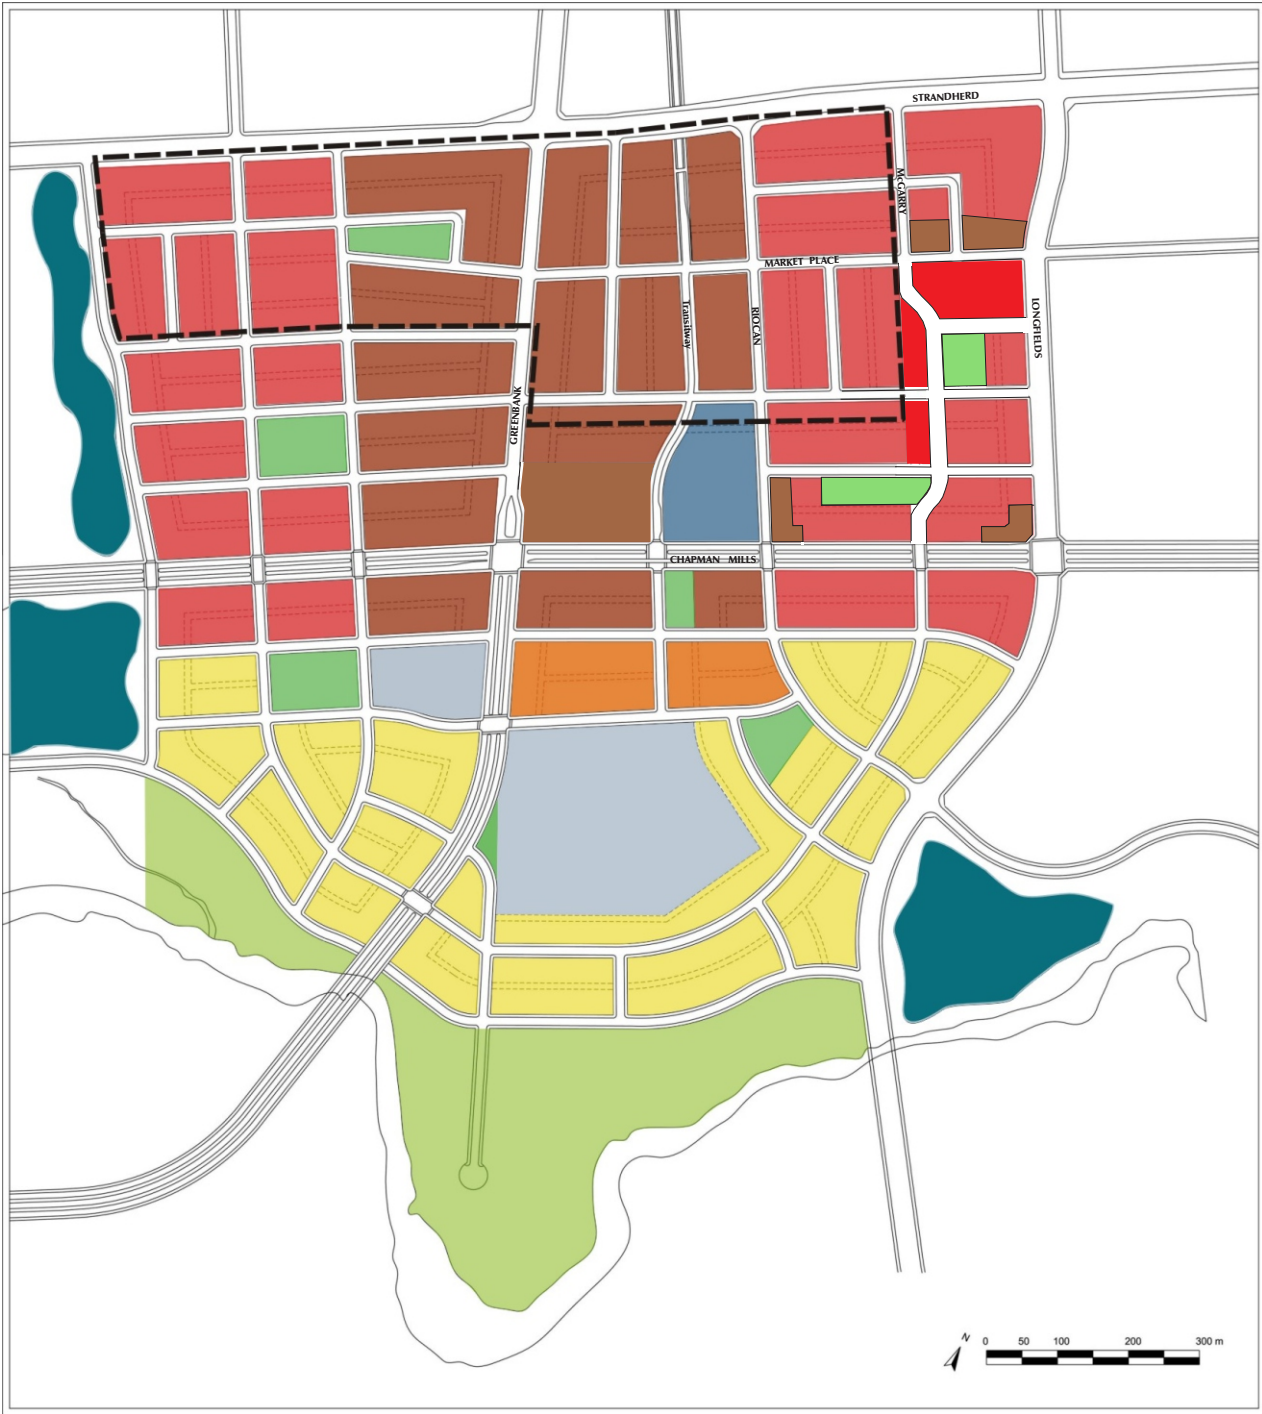 STRANDHERD
McGARRY
MARKET PLACE
Transitway
RIOCAN
LONGFIELDS
GREENBANK
CHAPMAN MILLS
N
0 50 100 200 300 m